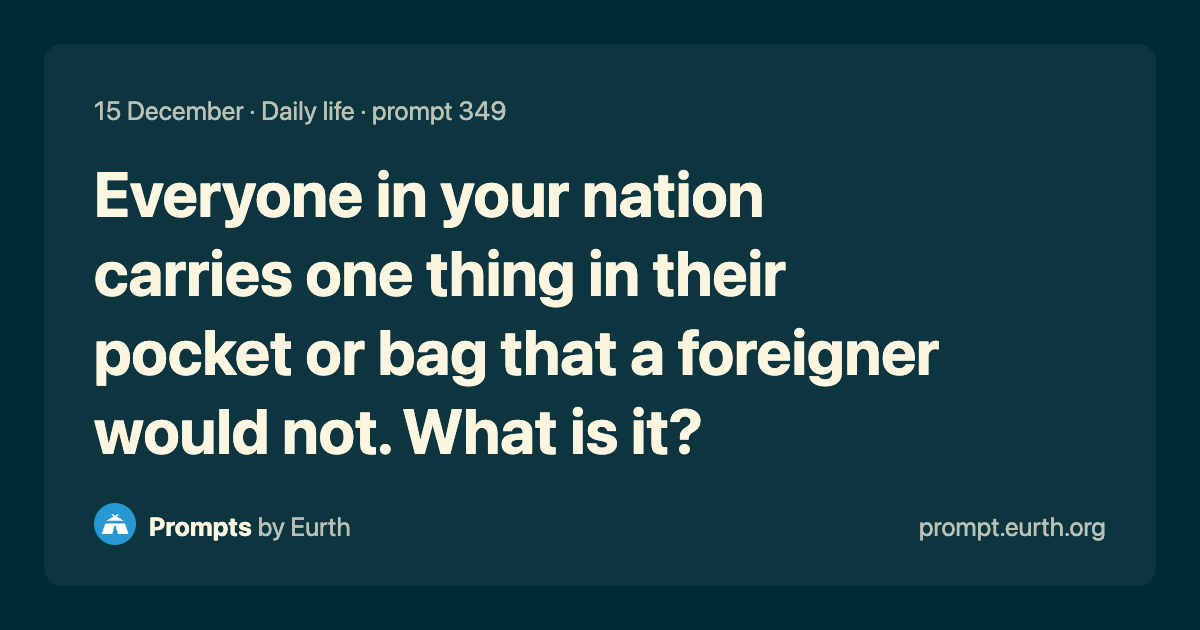 15 December · Daily life · prompt 349
Everyone in your nation
carries one thing in their
pocket or bag that a foreigner
would not. What is it?
Prompts by Eurth
prompt.eurth.org